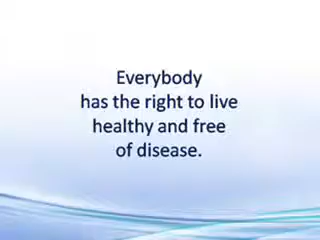 Everybody
has the right to live
healthy and free
of disease.